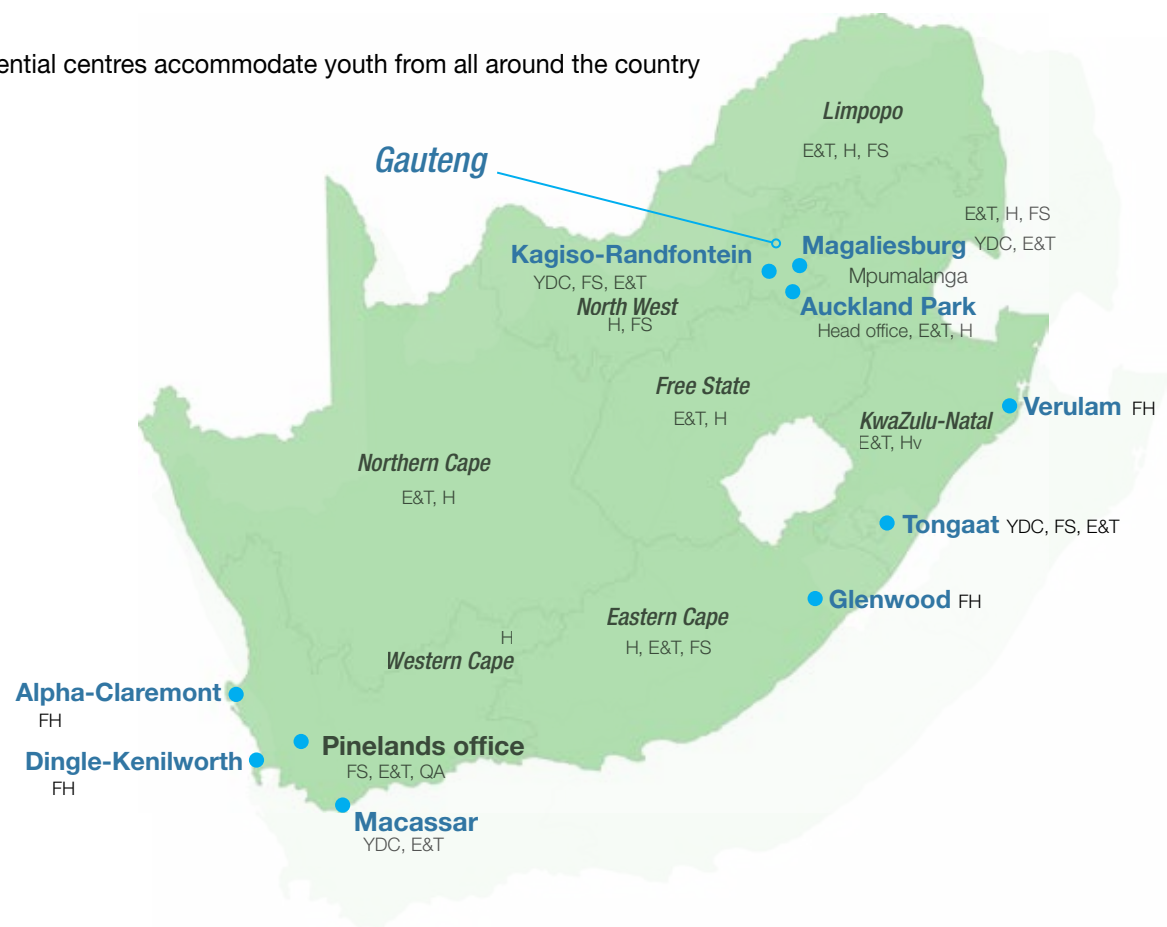 ential centres accommodate youth from all around the country
Limpopo
E&T, H, FS
Gauteng
E&T, H, FS
Kagiso-Randfontein
YDC, FS, E&T
Magaliesburg YDC, E&T
Mpumalanga
North West
H, FS
Auckland Park
Head office, E&T, H
Free State
E&T, H
Verulam FH
KwaZulu-Natal
E&T, Hv
Northern Cape
E&T, H
Tongaat YDC, FS, E&T
Glenwood FH
Eastern Cape
H, E&T, FS
H
Western Cape
Alpha-Claremont
FH
Pinelands office
FS, E&T, QA
Dingle-Kenilworth
FH
Macassar
YDC, E&T